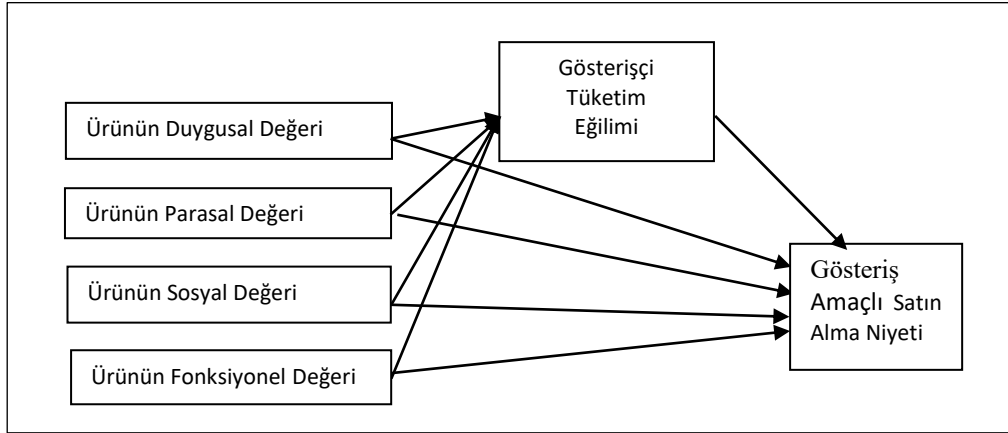 Gösterişçi
Tüketim
Eğilimi
Ürünün Duygusal Değeri
Ürünün Parasal Değeri
Ürünün Sosyal Değeri
Ürünün Fonksiyonel Değeri
Gösteriş
Amaçlı Satın
Alma Niyeti